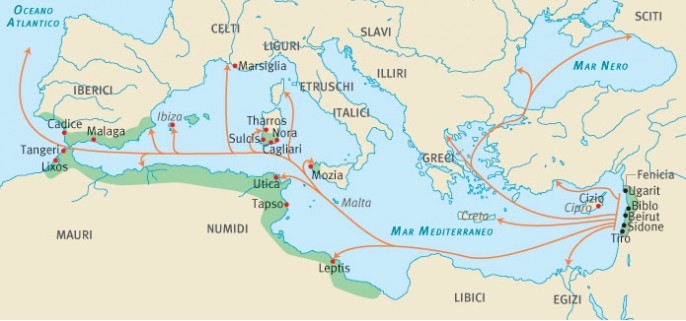 OCEANO
ATLANTICO
CELTI
SLAVI
SCITI
LIGURI
MAR NERO
Marsiglia
ILLIRI
ETRUSCHI
IBERICI
Ibiza
Tharros
ITALICI
Cadice
Malaga
Sulcis
Nora
Cagliari
Tangeri
Lixos
GRECI
Mozia
Fenicia
Utica
Cizio
Cipro
Ugarit
Biblo
Beirut
Sidone
Tiro
Tapso
Malta
Creta
MAURI
NUMIDI
MAR MEDITERRANEO
Leptis
LIBICI
EGIZI